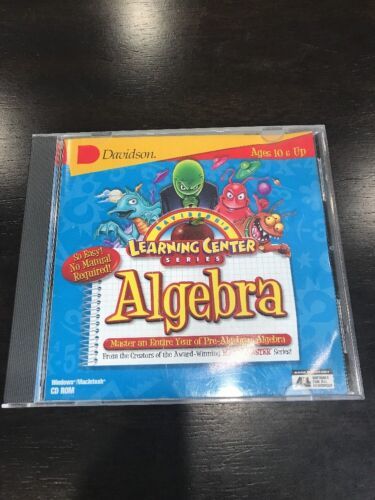 Davidson.
Ages 10 & Up
DAVIDSON'S
LEARNING CENTER
SERIES
So Easy!
No Manual
Required!
Algebra
Master an Entire Year of Pre-Algebra & Algebra
From the Creators of the Award-Winning Series!
Windows®/Macintosh®
CD ROM